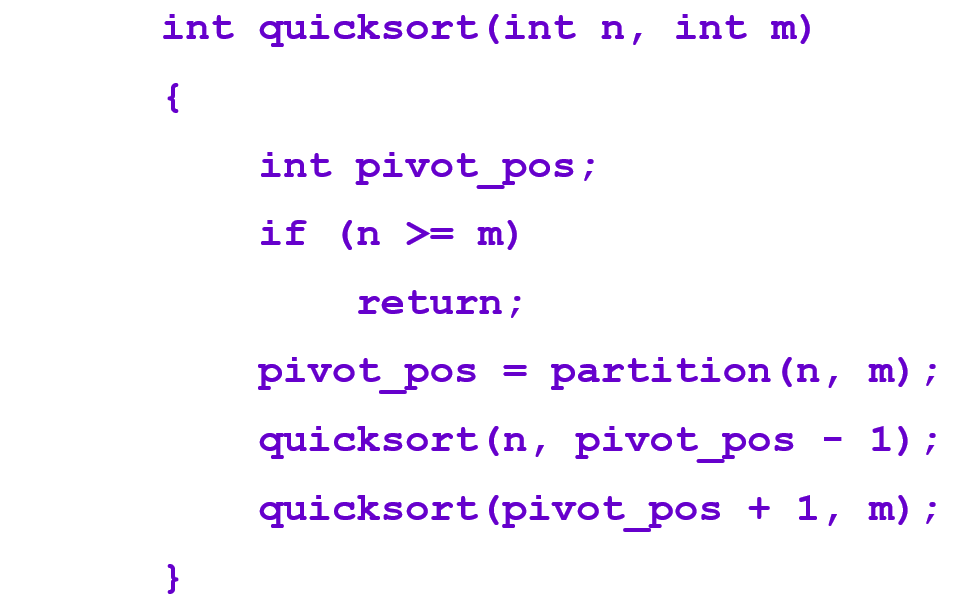 int quicksort(int n, int m)
{
    int pivot_pos;
    if (n >= m)
        return;
    pivot_pos = partition(n, m);
    quicksort(n, pivot_pos - 1);
    quicksort(pivot_pos + 1, m);
}